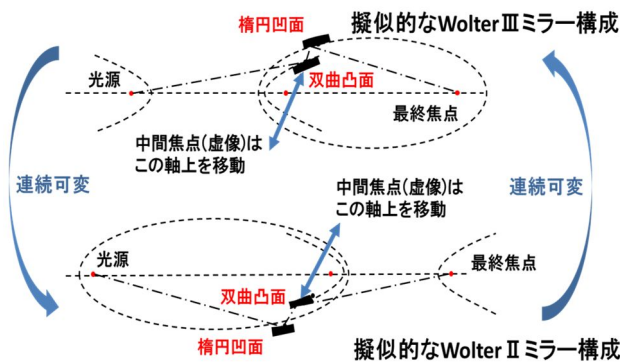 楕円凹面
擬似的なWolterⅢミラー構成
光源
双曲凸面
最終焦点
中間焦点(虚像)は
この軸上を移動
連続可変
中間焦点(虚像)は
この軸上を移動
連続可変
光源
最終焦点
双曲凸面
楕円凹面
擬似的なWolterⅡミラー構成